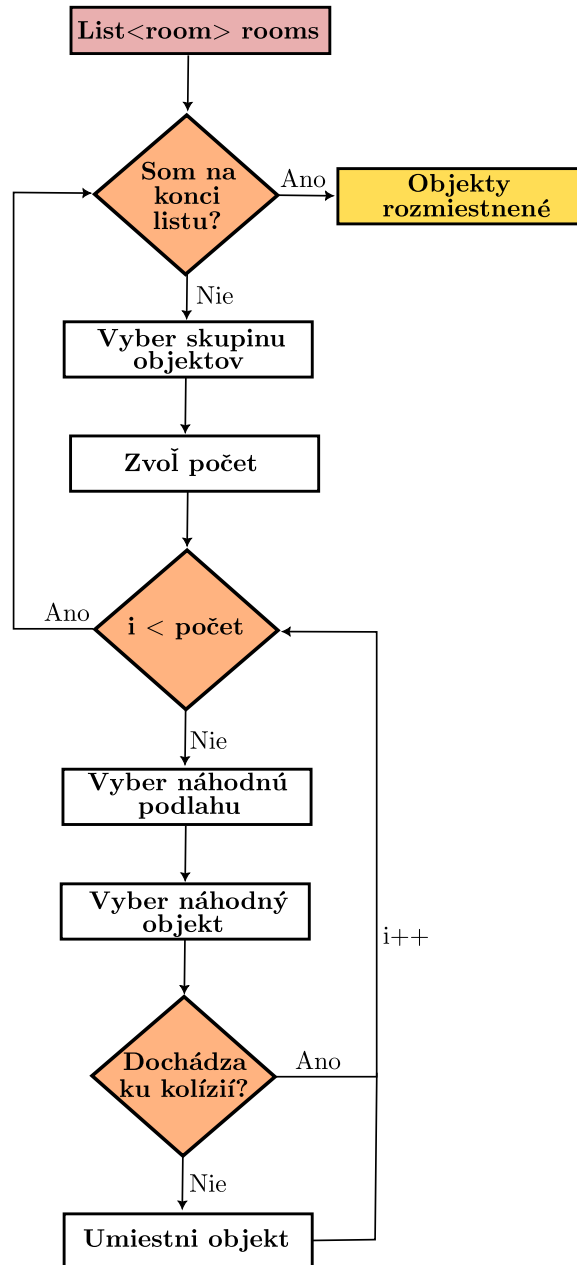 List<room> rooms
Som na
konci
listu?
Ano
Objekty
rozmiestnené
Nie
Vyber skupinu
objektov
Zvoľ počet
Ano
i < počet
Nie
Vyber náhodnú
podlahu
Vyber náhodný
objekt
i++
Dochádza
ku kolízií?
Ano
Nie
Umiestni objekt